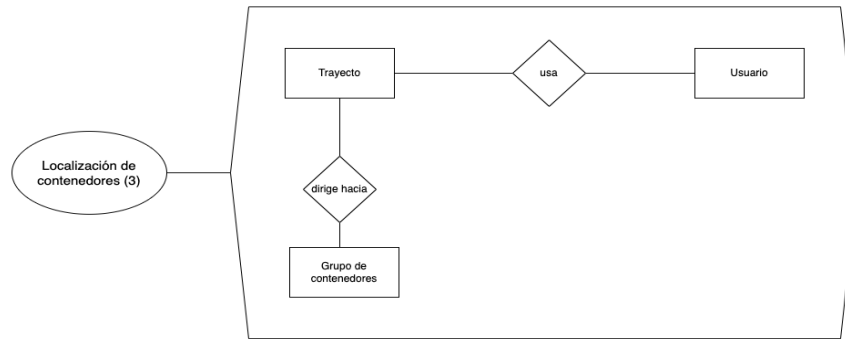 Trayecto
usa
Usuario
Localización de
contenedores (3)
dirige hacia
Grupo de
contenedores